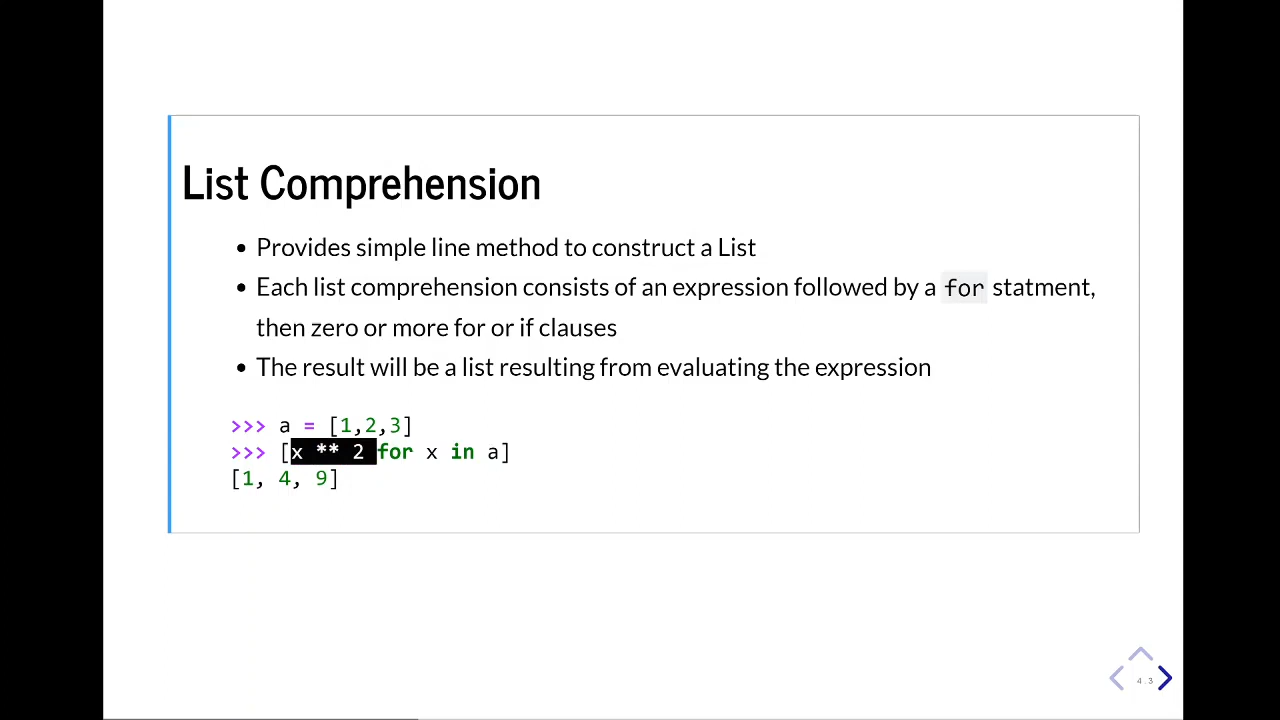 List Comprehension
Provides simple line method to construct a List
Each list comprehension consists of an expression followed by a for statment,
then zero or more for or if clauses
The result will be a list resulting from evaluating the expression
>>> a = [1,2,3]
>>> [x ** 2 for x in a]
[1, 4, 9]
4.3